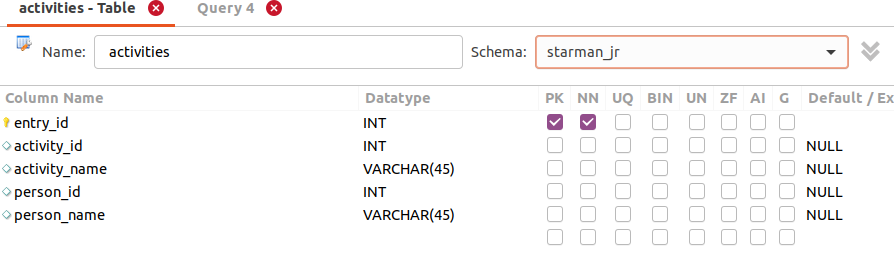 activities - Table Query 4
Name: activities Schema: starman_jr
Column Name Datatype PK NN UQ BIN UN ZF AI G Default / Ex
entry_id INT
activity_id INT NULL
activity_name VARCHAR(45) NULL
person_id INT NULL
person_name VARCHAR(45) NULL